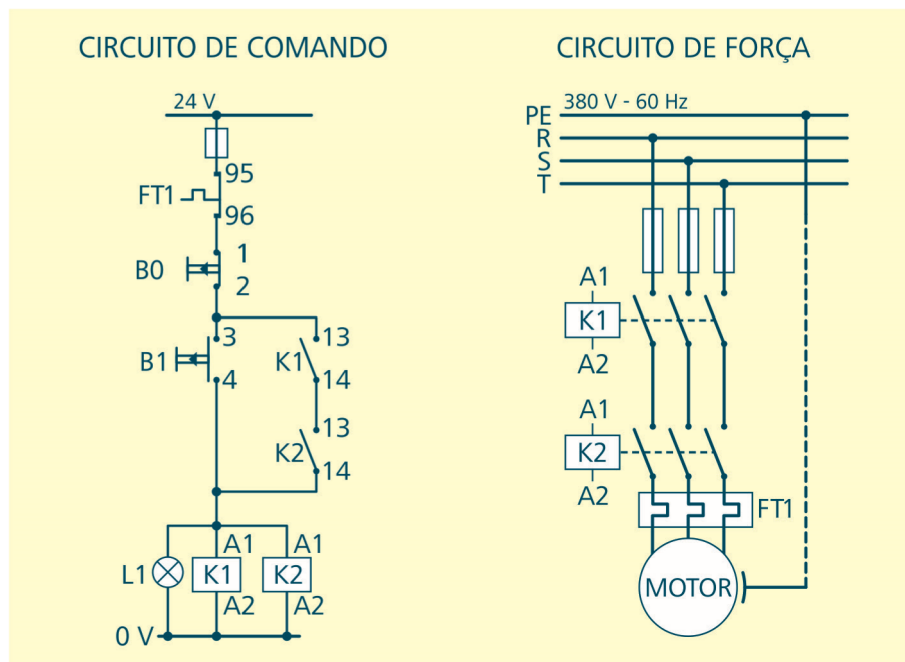 CIRCUITO DE COMANDO
24 V
95
FT1
96
1
B0
2
3
13
B1
K1
4
14
13
K2
14
A1
A1
L1
K1
K2
A2
A2
0 V
CIRCUITO DE FORÇA
380 V - 60 Hz
PE
R
S
T
A1
K1
A2
A1
K2
A2
FT1
MOTOR